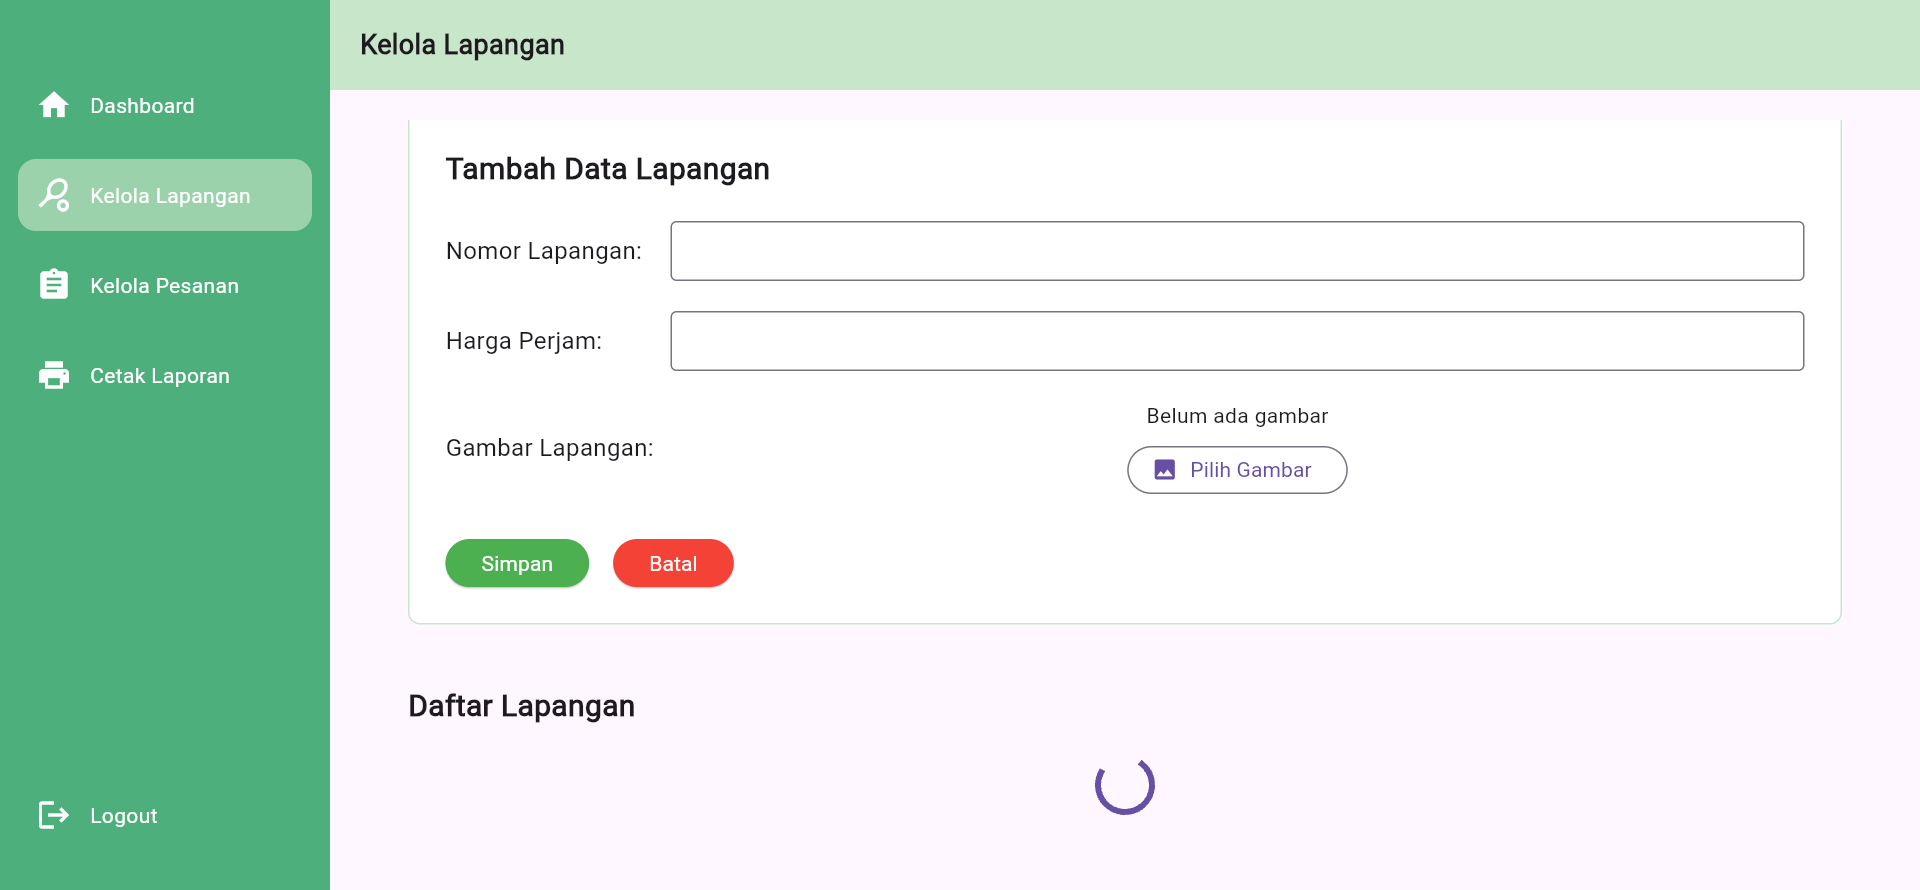 Kelola Lapangan
Dashboard
Kelola Lapangan
Kelola Pesanan
Cetak Laporan
Logout
Tambah Data Lapangan
Nomor Lapangan:
Harga Perjam:
Gambar Lapangan:
Belum ada gambar
Pilih Gambar
Simpan
Batal
Daftar Lapangan